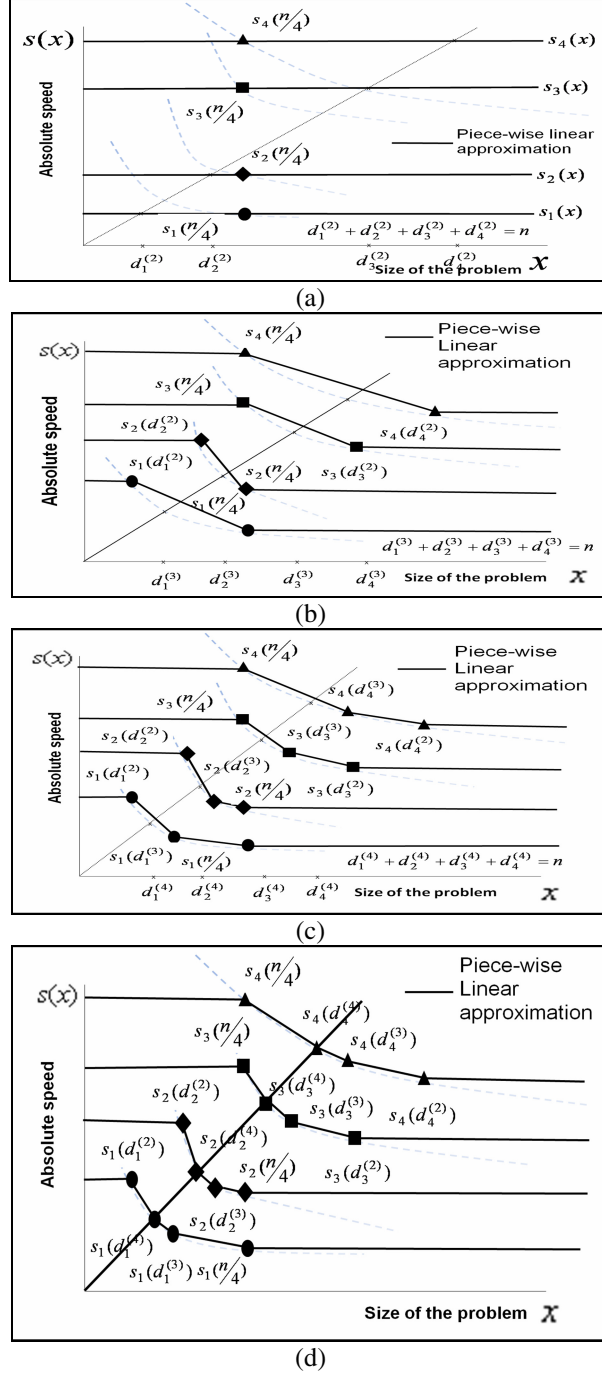 s₄(n/4)
s(x)
s₄(x)
s₃(x)
s₃(n/4)
Absolute speed
Piece-wise linear
approximation
s₂(n/4)
s₂(x)
s₁(x)
s₁(n/4)
d₁⁽²⁾ + d₂⁽²⁾ + d₃⁽²⁾ + d₄⁽²⁾ = n
d₁⁽²⁾ d₂⁽²⁾ d₃⁽²⁾ d₄⁽²⁾
Size of the problem x
(a)
s₄(n/4)
Piece-wise
Linear
approximation
s(x)
s₃(n/4)
s₂(d₂⁽²⁾)
s₄(d₄⁽²⁾)
s₁(d₁⁽²⁾)
s₂(n/4)
s₃(d₃⁽²⁾)
Absolute speed
s₁(n/4)
d₁⁽³⁾ + d₂⁽³⁾ + d₃⁽³⁾ + d₄⁽³⁾ = n
d₁⁽³⁾ d₂⁽³⁾ d₃⁽³⁾ d₄⁽³⁾
Size of the problem x
(b)
s₄(n/4)
Piece-wise
Linear
approximation
s(x)
s₄(d₄⁽³⁾)
s₃(n/4)
s₂(d₂⁽²⁾)
s₃(d₃⁽³⁾)
s₄(d₄⁽²⁾)
s₂(d₂⁽³⁾)
s₁(d₁⁽²⁾)
s₂(n/4)
s₃(d₃⁽²⁾)
Absolute speed
s₁(d₁⁽³⁾) s₁(n/4)
d₁⁽⁴⁾ + d₂⁽⁴⁾ + d₃⁽⁴⁾ + d₄⁽⁴⁾ = n
d₁⁽⁴⁾ d₂⁽⁴⁾ d₃⁽⁴⁾ d₄⁽⁴⁾
Size of the problem x
(c)
Piece-wise
Linear
approximation
s₄(n/4)
s(x)
s₄(d₄⁽⁴⁾)
s₃(n/4)
s₄(d₄⁽³⁾)
s₃(d₃⁽⁴⁾)
s₂(d₂⁽²⁾)
s₃(d₃⁽³⁾)
s₄(d₄⁽²⁾)
s₂(d₂⁽⁴⁾)
s₁(d₁⁽²⁾)
s₂(n/4)
s₃(d₃⁽²⁾)
Absolute speed
s₂(d₂⁽³⁾)
s₁(d₁⁽⁴⁾)
s₁(d₁⁽³⁾) s₁(n/4)
Size of the problem x
(d)